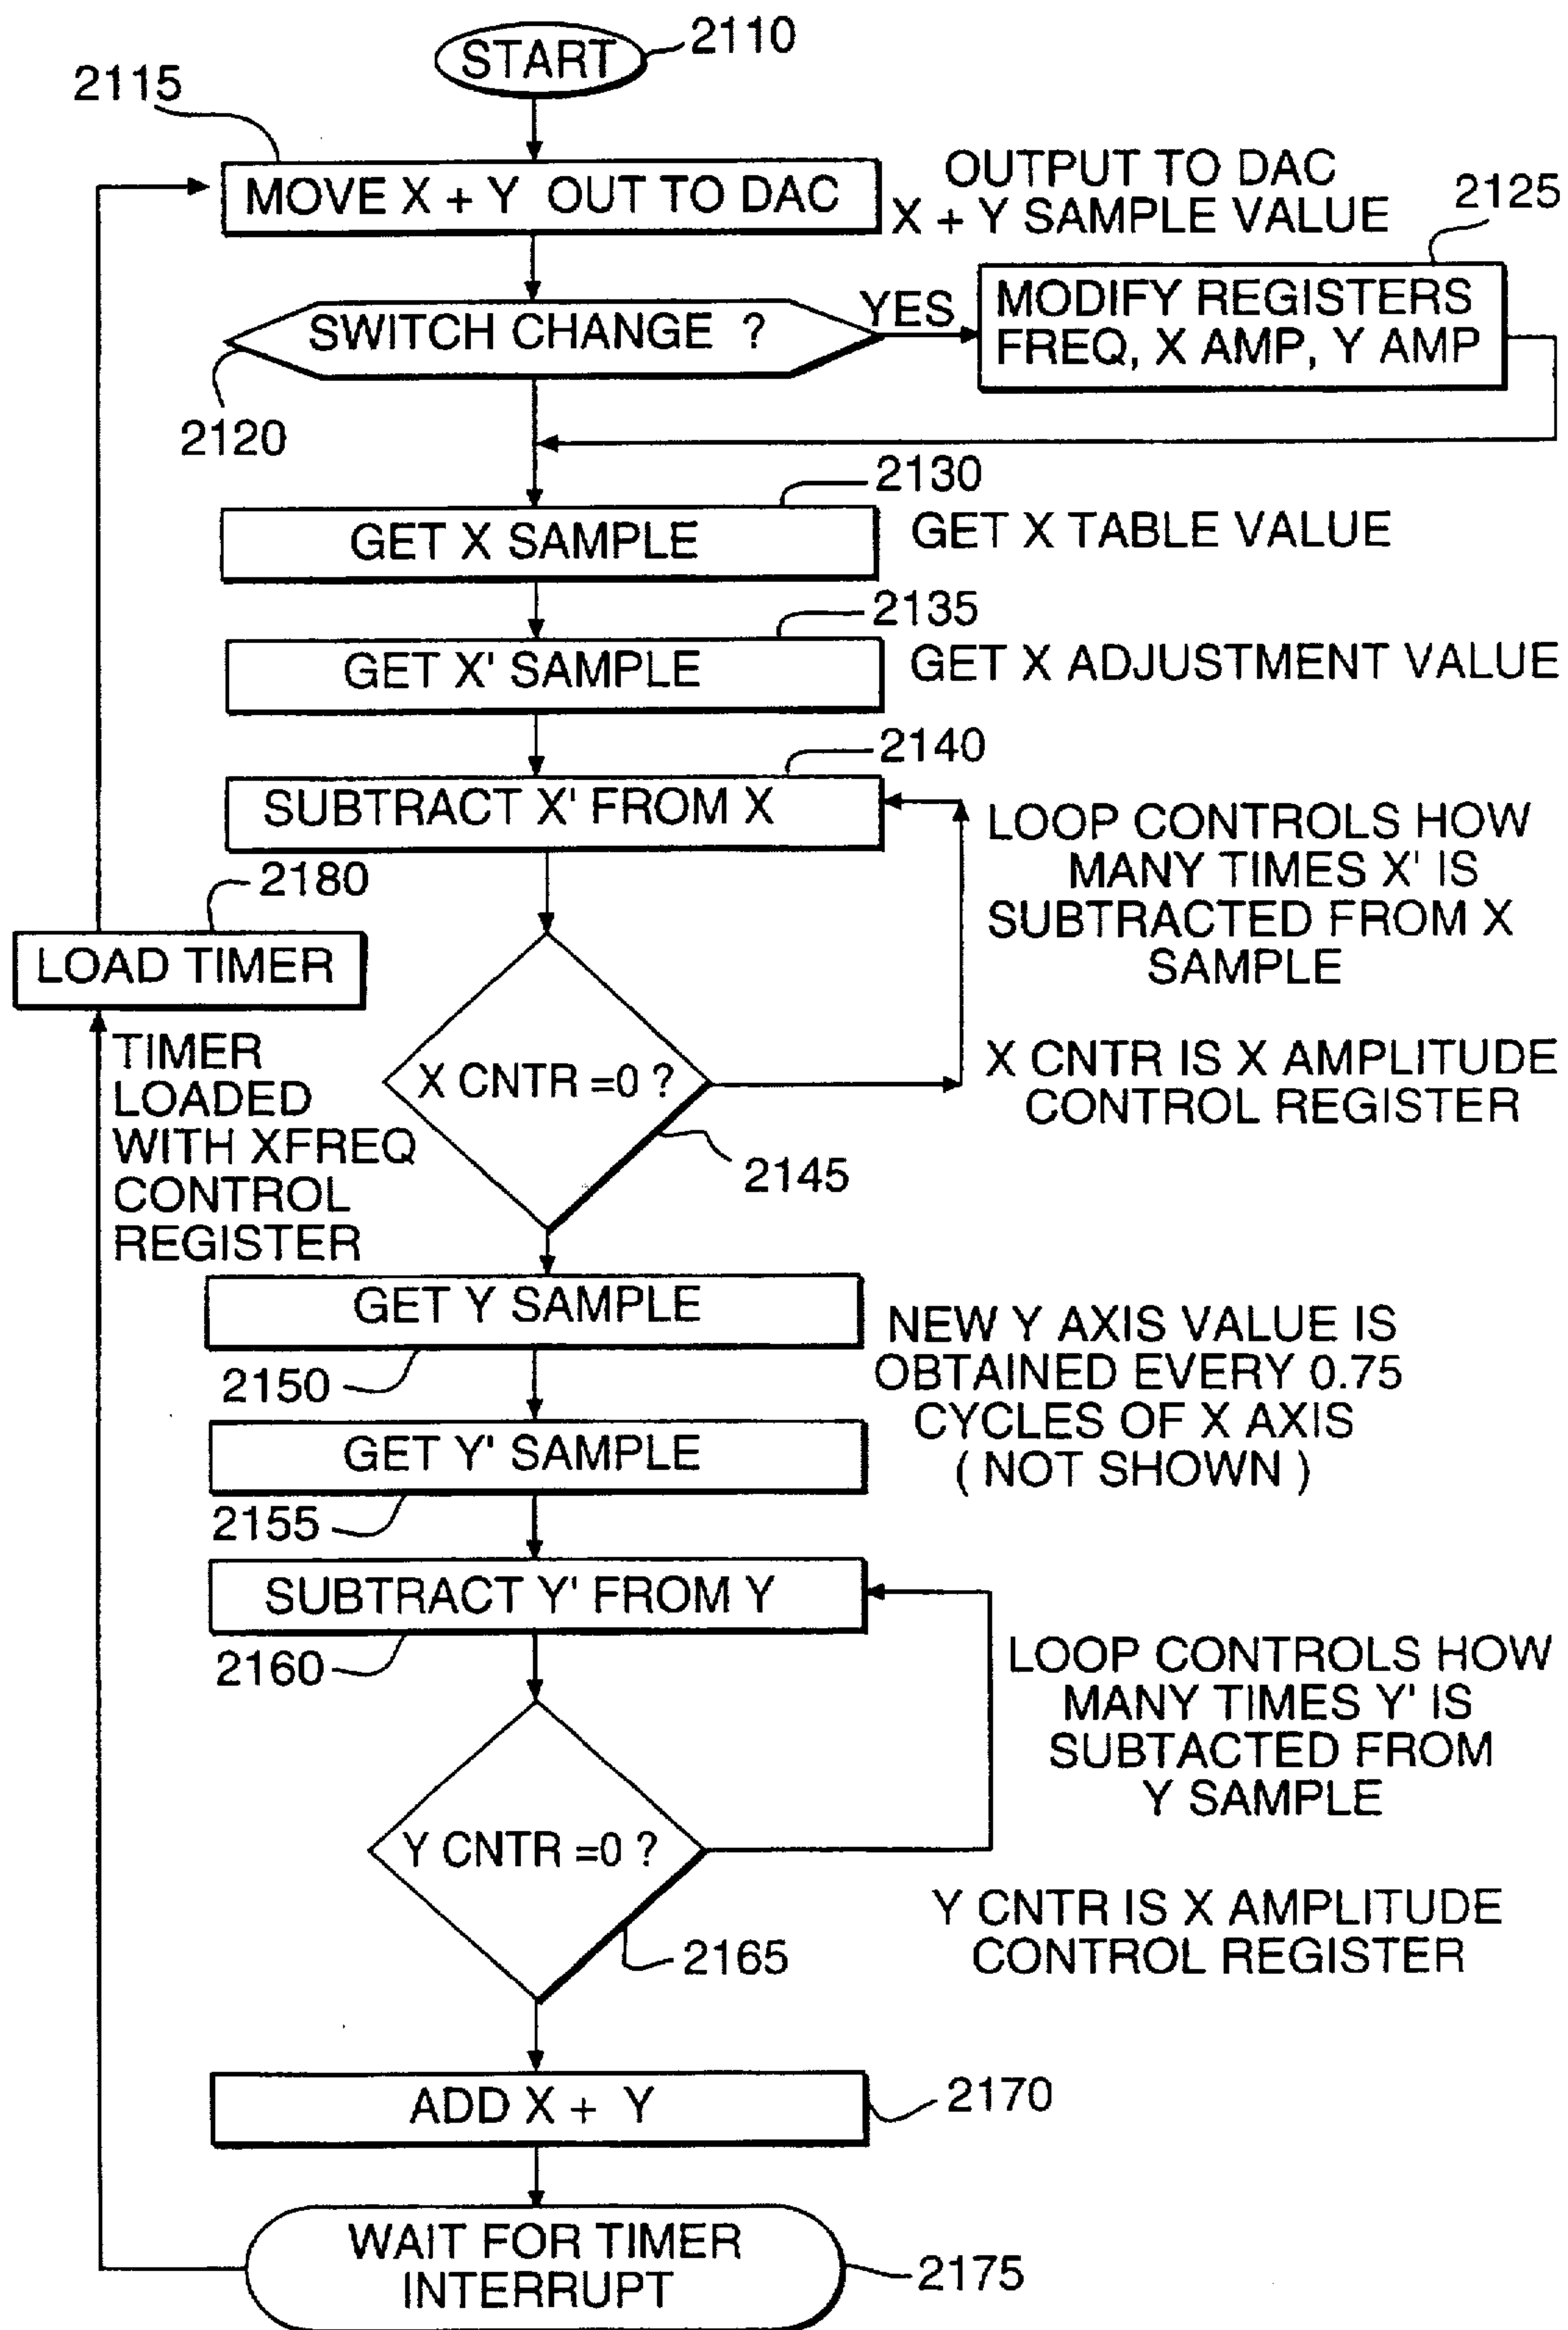 START
2110
2115
MOVE X + Y OUT TO DAC
OUTPUT TO DAC
X + Y SAMPLE VALUE
2125
SWITCH CHANGE ?
YES
MODIFY REGISTERS
FREQ, X AMP, Y AMP
2120
2130
GET X SAMPLE
GET X TABLE VALUE
2135
GET X' SAMPLE
GET X ADJUSTMENT VALUE
2140
SUBTRACT X' FROM X
LOOP CONTROLS HOW
MANY TIMES X' IS
SUBTRACTED FROM X
SAMPLE
2180
LOAD TIMER
TIMER
LOADED
WITH XFREQ
CONTROL
REGISTER
X CNTR =0 ?
X CNTR IS X AMPLITUDE
CONTROL REGISTER
2145
GET Y SAMPLE
2150
NEW Y AXIS VALUE IS
OBTAINED EVERY 0.75
CYCLES OF X AXIS
( NOT SHOWN )
GET Y' SAMPLE
2155
SUBTRACT Y' FROM Y
2160
LOOP CONTROLS HOW
MANY TIMES Y' IS
SUBTACTED FROM
Y SAMPLE
Y CNTR =0 ?
Y CNTR IS X AMPLITUDE
CONTROL REGISTER
2165
ADD X + Y
2170
WAIT FOR TIMER
INTERRUPT
2175